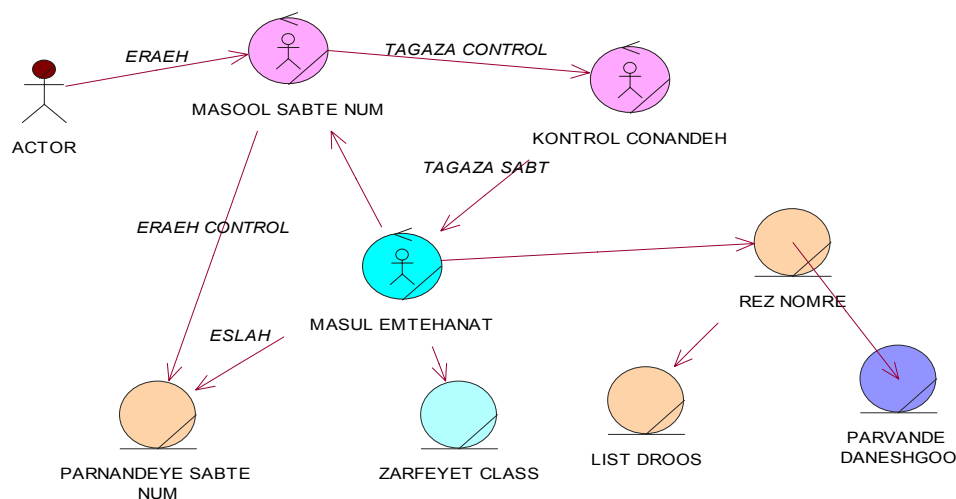 ERAEH
TAGAZA CONTROL
MASOOL SABTE NUM
KONTROL CONANDEH
ACTOR
TAGAZA SABT
ERAEH CONTROL
REZ NOMRE
MASUL EMTEHANAT
ESLAH
PARNANDEYE SABTE
NUM
ZARFEYET CLASS
LIST DROOS
PARVANDE
DANESHGOO